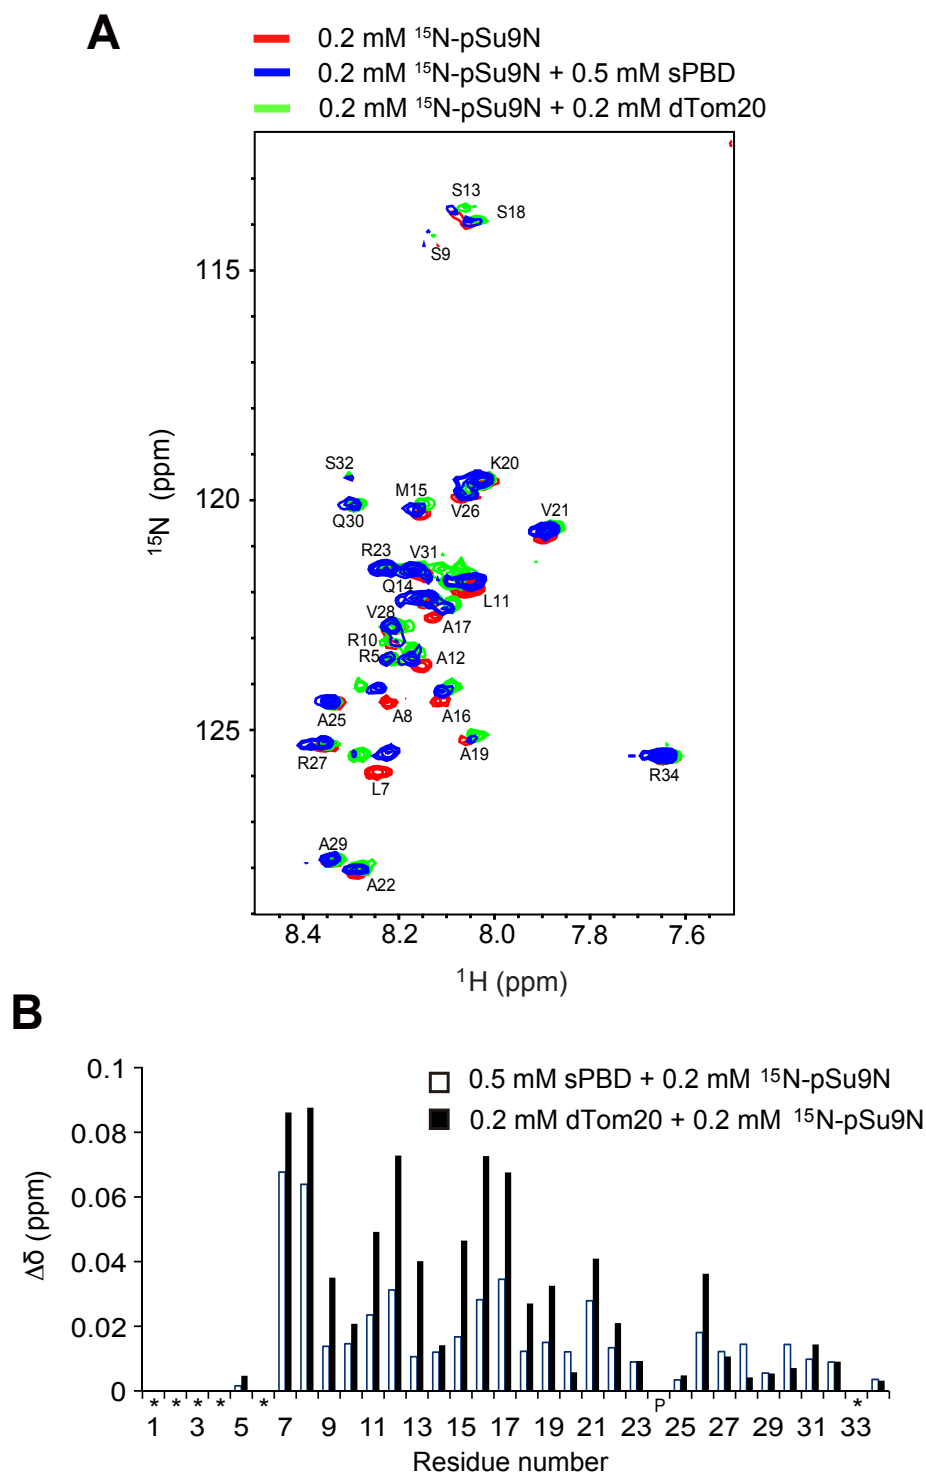 A
0.2 mM ¹⁵N-pSu9N
0.2 mM ¹⁵N-pSu9N + 0.5 mM sPBD
0.2 mM ¹⁵N-pSu9N + 0.2 mM dTom20
S13
S18
S9
115
S32
K20
M15
120
Q30
V26
V21
R23
V31
Q14
L11
V28
A17
R10
R5
A12
A25
A8
A16
125
A19
R27
L7
R34
A29
A22
¹⁵N (ppm)
8.4 8.2 8.0 7.8 7.6
¹H (ppm)
B
0.1
0.5 mM sPBD + 0.2 mM ¹⁵N-pSu9N
0.2 mM dTom20 + 0.2 mM ¹⁵N-pSu9N
0.08
0.06
0.04
0.02
0
Δδ (ppm)
* * * * * P *
1 3 5 7 9 11 13 15 17 19 21 23 25 27 29 31 33
Residue number